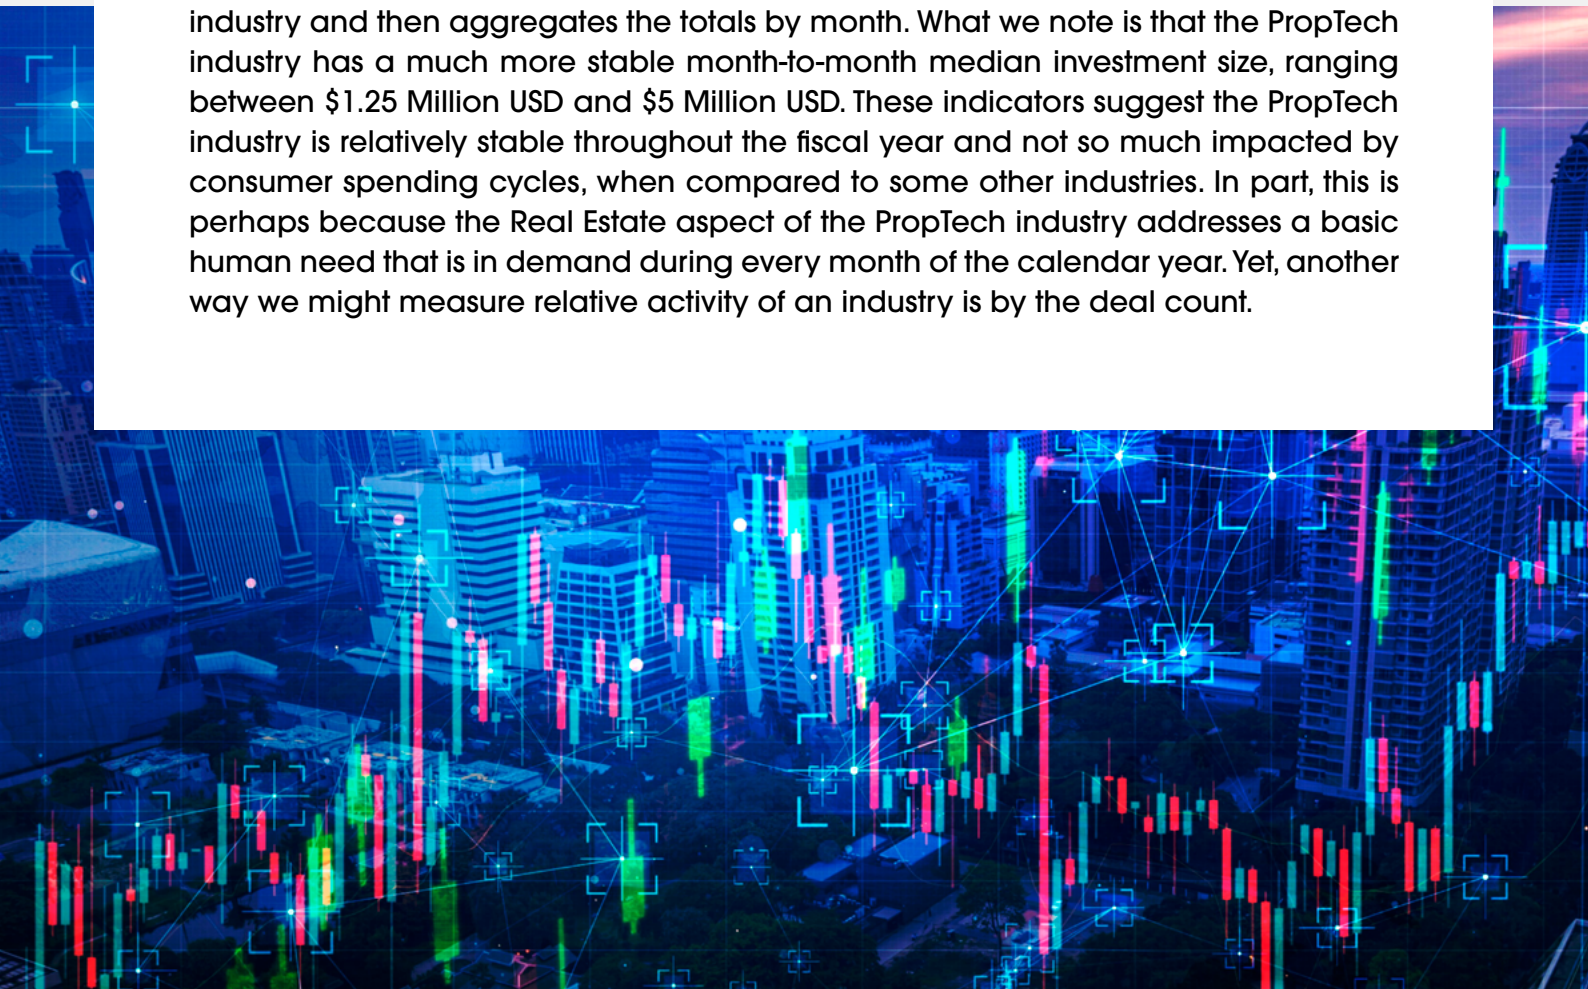 industry and then aggregates the totals by month. What we note is that the PropTech
industry has a much more stable month-to-month median investment size, ranging
between $1.25 Million USD and $5 Million USD. These indicators suggest the PropTech
industry is relatively stable throughout the fiscal year and not so much impacted by
consumer spending cycles, when compared to some other industries. In part, this is
perhaps because the Real Estate aspect of the PropTech industry addresses a basic
human need that is in demand during every month of the calendar year. Yet, another
way we might measure relative activity of an industry is by the deal count.